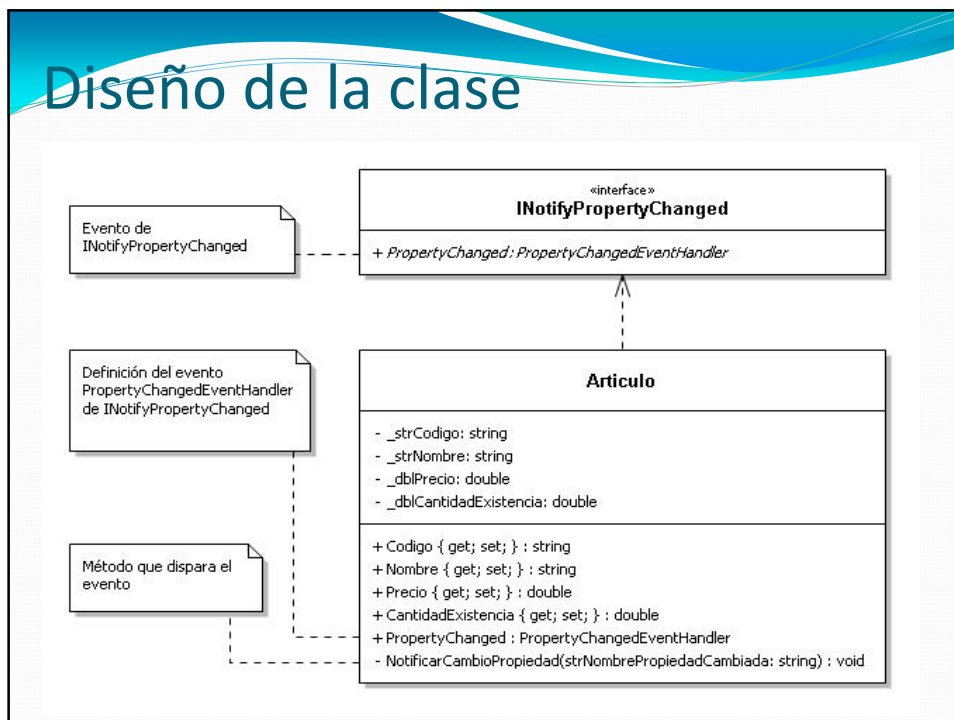 Diseño de la clase
Evento de
INotifyPropertyChanged
«interface»
INotifyPropertyChanged
+ PropertyChanged : PropertyChangedEventHandler
Definición del evento
PropertyChangedEventHandler
de INotifyPropertyChanged
Método que dispara el
evento
Articulo
- _strCodigo: string
- _strNombre: string
- _dblPrecio: double
- _dblCantidadExistencia: double
+ Codigo { get; set; } : string
+ Nombre { get; set; } : string
+ Precio { get; set; } : double
+ CantidadExistencia { get; set; } : double
+ PropertyChanged : PropertyChangedEventHandler
- NotificarCambioPropiedad(strNombrePropiedadCambiada: string) : void